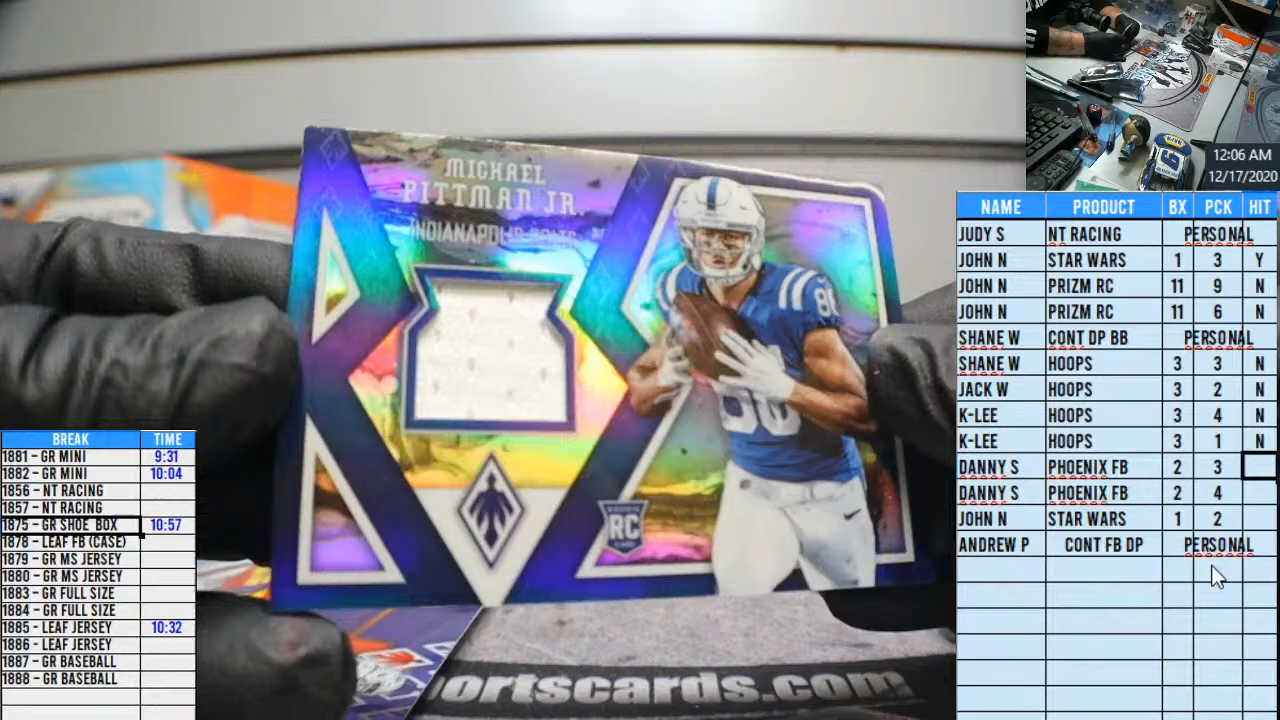 MICHAEL
PITTMAN JR.
INDIANAPOLIS COLTS
80
80
ROOKIE
RC
ortscards.com
12:06 AM
12/17/2020
NAME PRODUCT BX PCK HIT
JUDY S NT RACING PERSONAL
JOHN N STAR WARS 1 3 Y
JOHN N PRIZM RC 11 9 N
JOHN N PRIZM RC 11 6 N
SHANE W CONT DP BB PERSONAL
SHANE W HOOPS 3 3 N
JACK W HOOPS 3 2 N
K-LEE HOOPS 3 4 N
K-LEE HOOPS 3 1 N
DANNY S PHOENIX FB 2 3
DANNY S PHOENIX FB 2 4
JOHN N STAR WARS 1 2
ANDREW P CONT FB DP PERSONAL
BREAK TIME
1881 - GR MINI 9:31
1882 - GR MINI 10:04
1856 - NT RACING
1857 - NT RACING
1875 - GR SHOE BOX 10:57
1878 - LEAF FB (CASE)
1879 - GR MS JERSEY
1880 - GR MS JERSEY
1883 - GR FULL SIZE
1884 - GR FULL SIZE
1885 - LEAF JERSEY 10:32
1886 - LEAF JERSEY
1887 - GR BASEBALL
1888 - GR BASEBALL